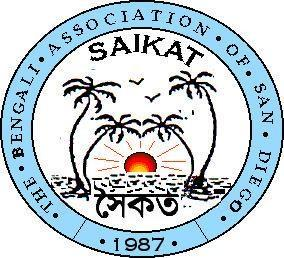 • THE • BENGALI • ASSOCIATION • OF • SAN • DIEGO •
SAIKAT
সৈকত
• 1987 •